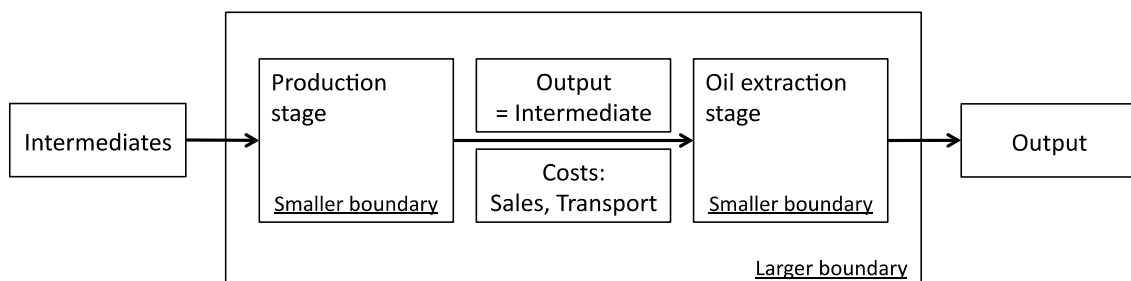 Intermediates
Production
stage
Smaller boundary
Output
= Intermediate
Costs:
Sales, Transport
Oil extraction
stage
Smaller boundary
Output
Larger boundary